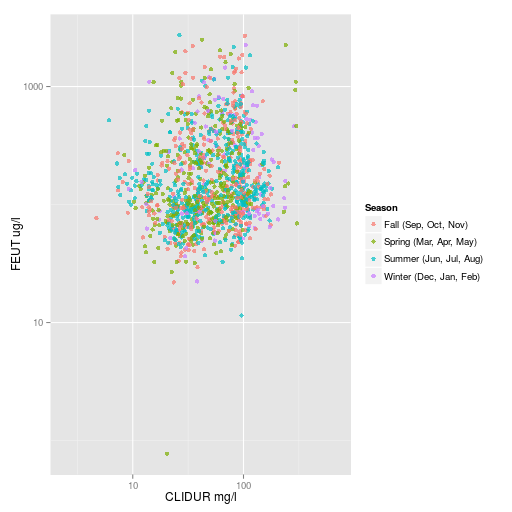 1000
10
FEUT ug/l
10
100
CLIDUR mg/l
Season
Fall (Sep, Oct, Nov)
Spring (Mar, Apr, May)
Summer (Jun, Jul, Aug)
Winter (Dec, Jan, Feb)